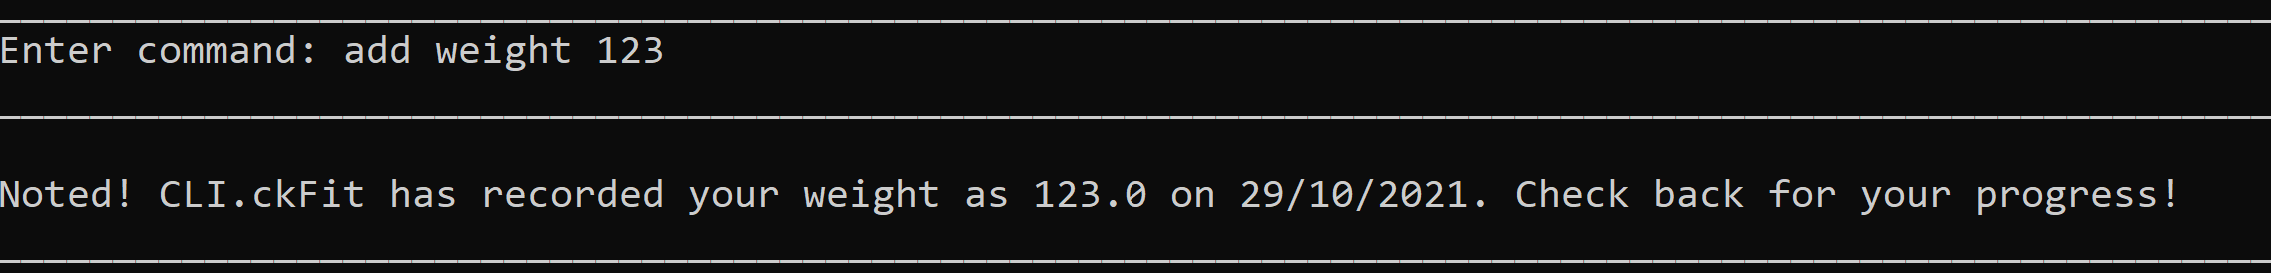 Enter command: add weight 123
Noted! CLI.ckFit has recorded your weight as 123.0 on 29/10/2021. Check back for your progress!